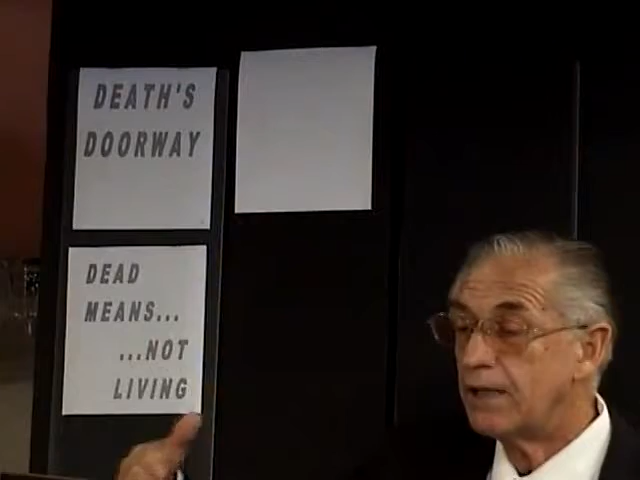 DEATH'S
DOORWAY
DEAD
MEANS...
...NOT
LIVING